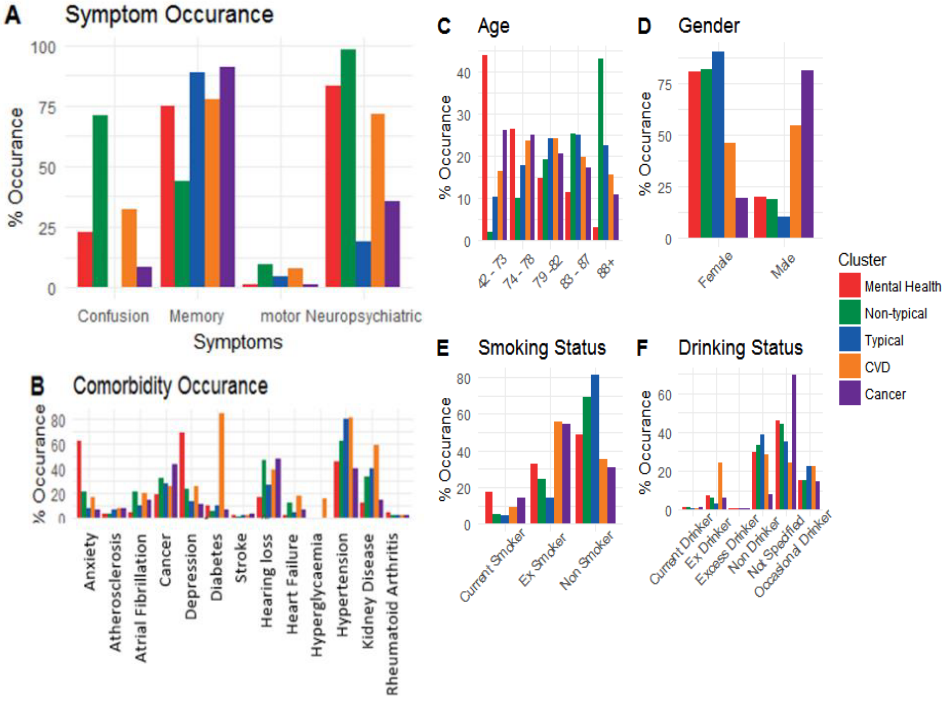 A Symptom Occurance
100
75
50
25
0
% Occurance
Confusion Memory motor Neuropsychiatric
Symptoms
B Comorbidity Occurance
80
60
40
20
0
% Occurance
Anxiety
Atherosclerosis
Atrial Fibrillation
Cancer
Depression
Diabetes
Stroke
Hearing loss
Heart Failure
Hyperglycaemia
Hypertension
Kidney Disease
Rheumatoid Arthritis
C Age
40
30
20
10
0
% Occurance
42 - 73
74 - 78
79 -82
83 - 87
88+
D Gender
75
50
25
0
% Occurance
Female
Male
Cluster
Mental Health
Non-typical
Typical
CVD
Cancer
E Smoking Status
80
60
40
20
0
% Occurance
Current Smoker
Ex Smoker
Non Smoker
F Drinking Status
60
40
20
0
% Occurance
Current Drinker
Ex Drinker
Excess Drinker
Non Drinker
Not Specified
Occasional Drinker